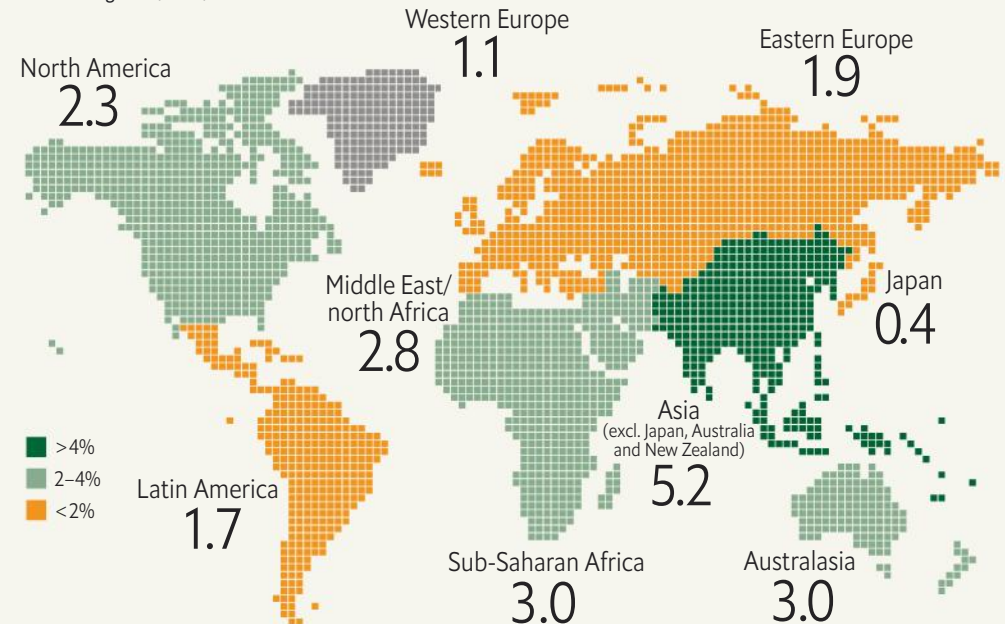 Western Europe
1.1
Eastern Europe
1.9
North America
2.3
Middle East/
north Africa
2.8
Japan
0.4
Asia
(excl. Japan, Australia
and New Zealand)
5.2
>4%
2–4%
<2%
Latin America
1.7
Sub-Saharan Africa
3.0
Australasia
3.0